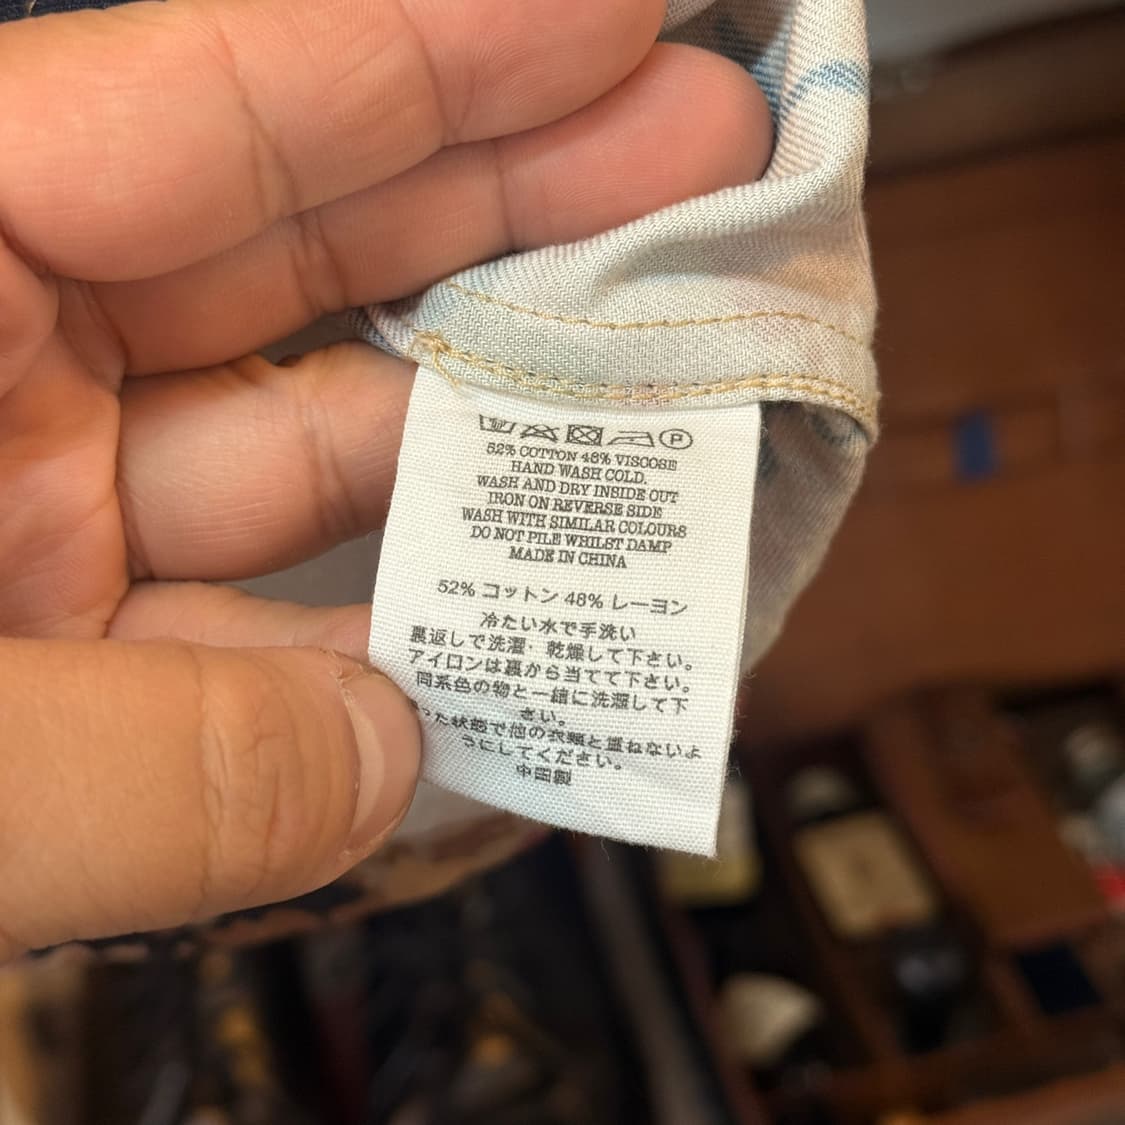 P
52% COTTON 48% VISCOSE
HAND WASH COLD.
WASH AND DRY INSIDE OUT
IRON ON REVERSE SIDE
WASH WITH SIMILAR COLOURS
DO NOT PILE WHILST DAMP
MADE IN CHINA
52% コットン 48% レーヨン
冷たい水で手洗い
裏返しで洗濯・乾燥して下さい。
アイロンは裏から当てて下さい。
同系色の物と一緒に洗濯して下
さい。
った状態で他の衣類と重ねないよ
うにしてください。
中国製